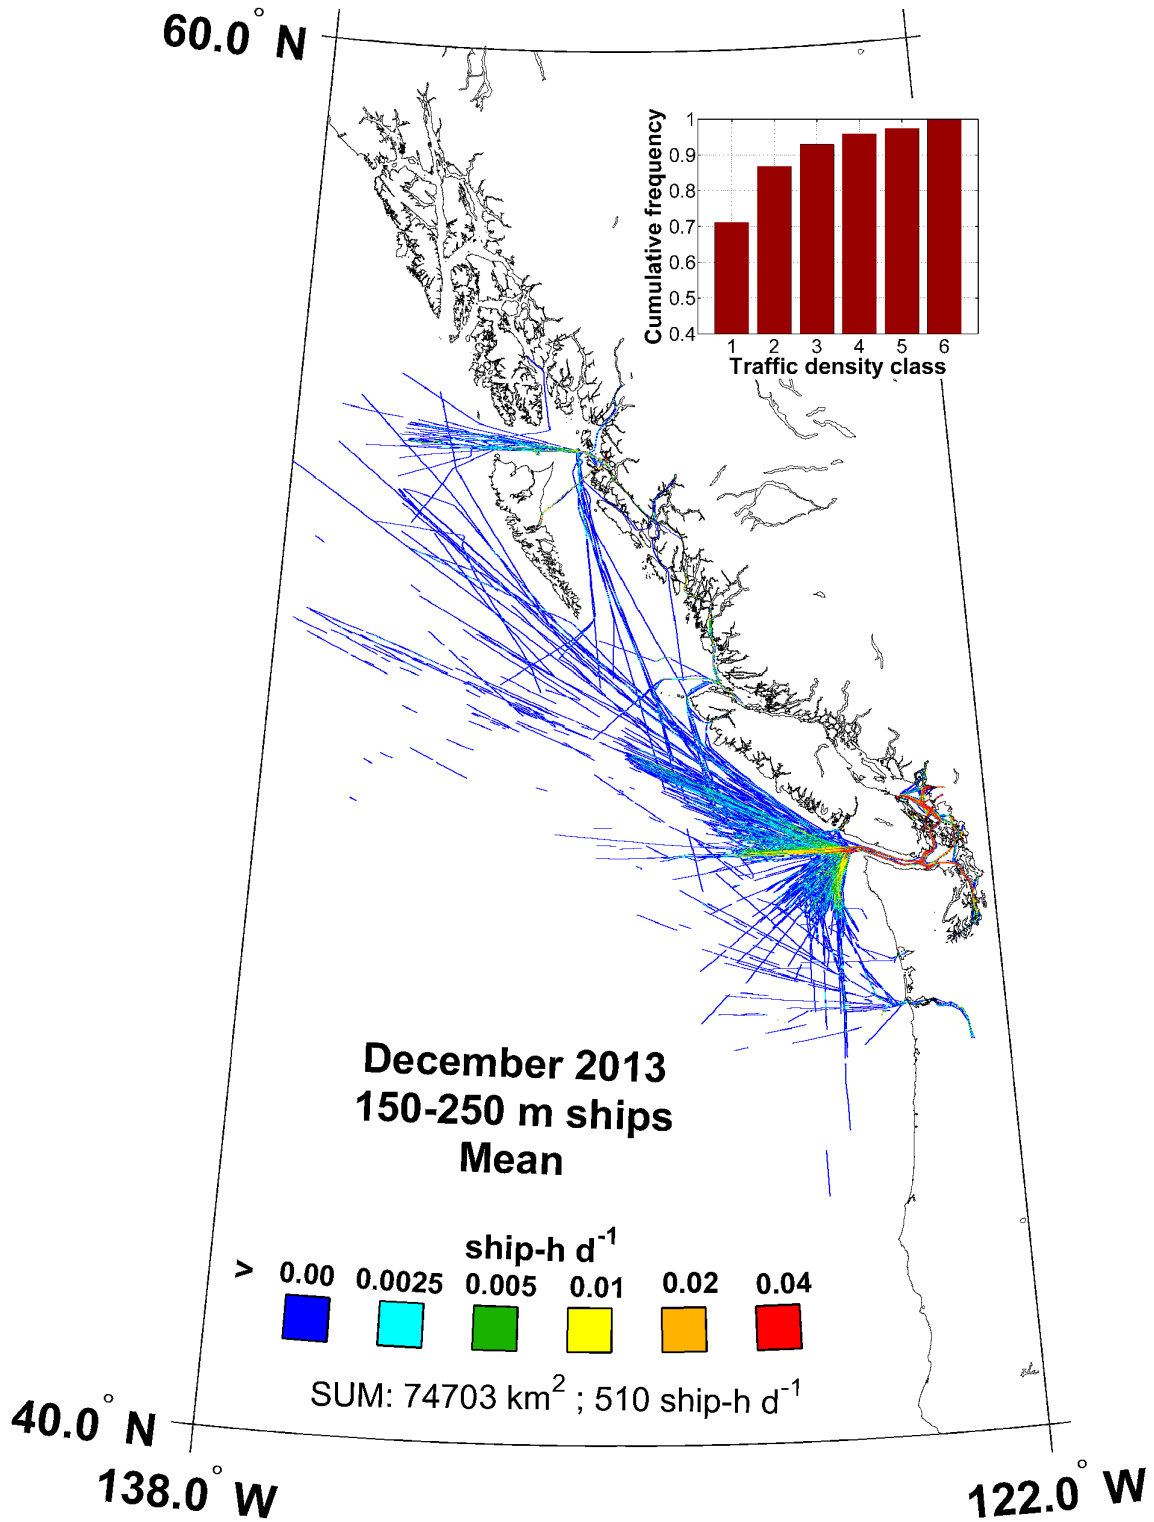 60.0° N
Cumulative frequency
1
0.9
0.8
0.7
0.6
0.5
0.4
1 2 3 4 5 6
Traffic density class
December 2013
150-250 m ships
Mean
ship-h d⁻¹
> 0.00 0.0025 0.005 0.01 0.02 0.04
SUM: 74703 km² ; 510 ship-h d⁻¹
40.0° N
138.0° W
122.0° W